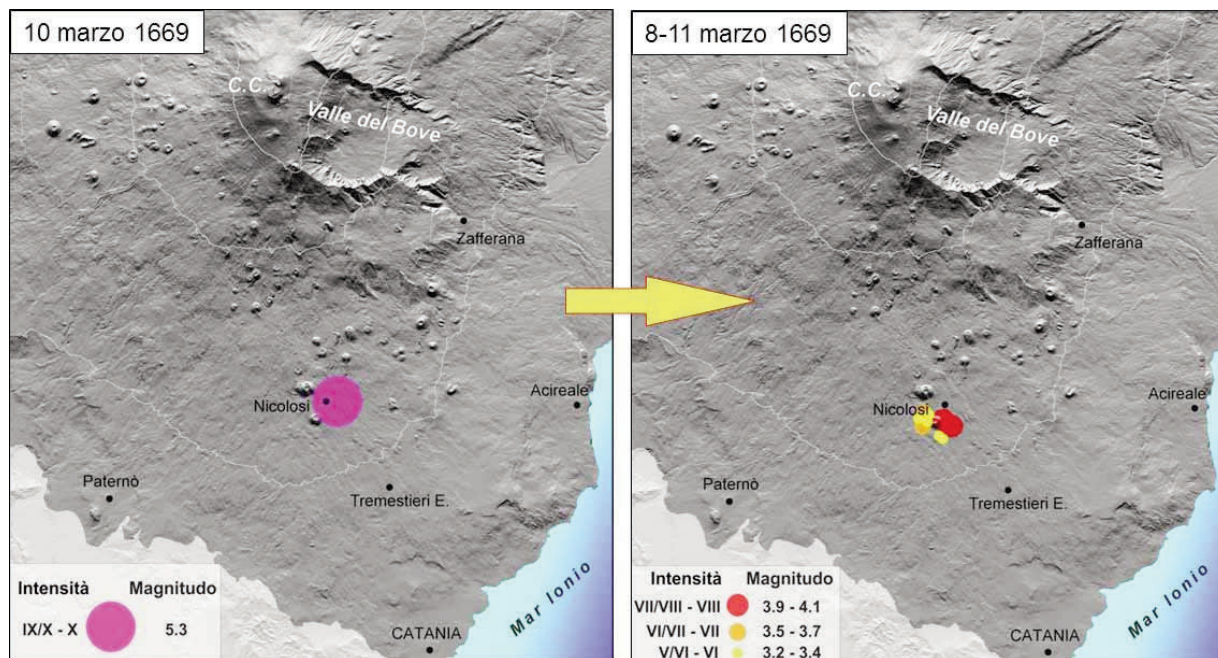 10 marzo 1669
C.C.
Valle del Bove
Zafferana
Nicolosi
Acireale
Paternò
Tremestieri E.
Mar Ionio
CATANIA
Intensità Magnitudo
IX/X - X 5.3
8-11 marzo 1669
C.C.
Valle del Bove
Zafferana
Nicolosi
Acireale
Paternò
Tremestieri E.
Mar Ionio
CATANIA
Intensità Magnitudo
VII/VIII - VIII 3.9 - 4.1
VI/VII - VII 3.5 - 3.7
V/VI - VI 3.2 - 3.4